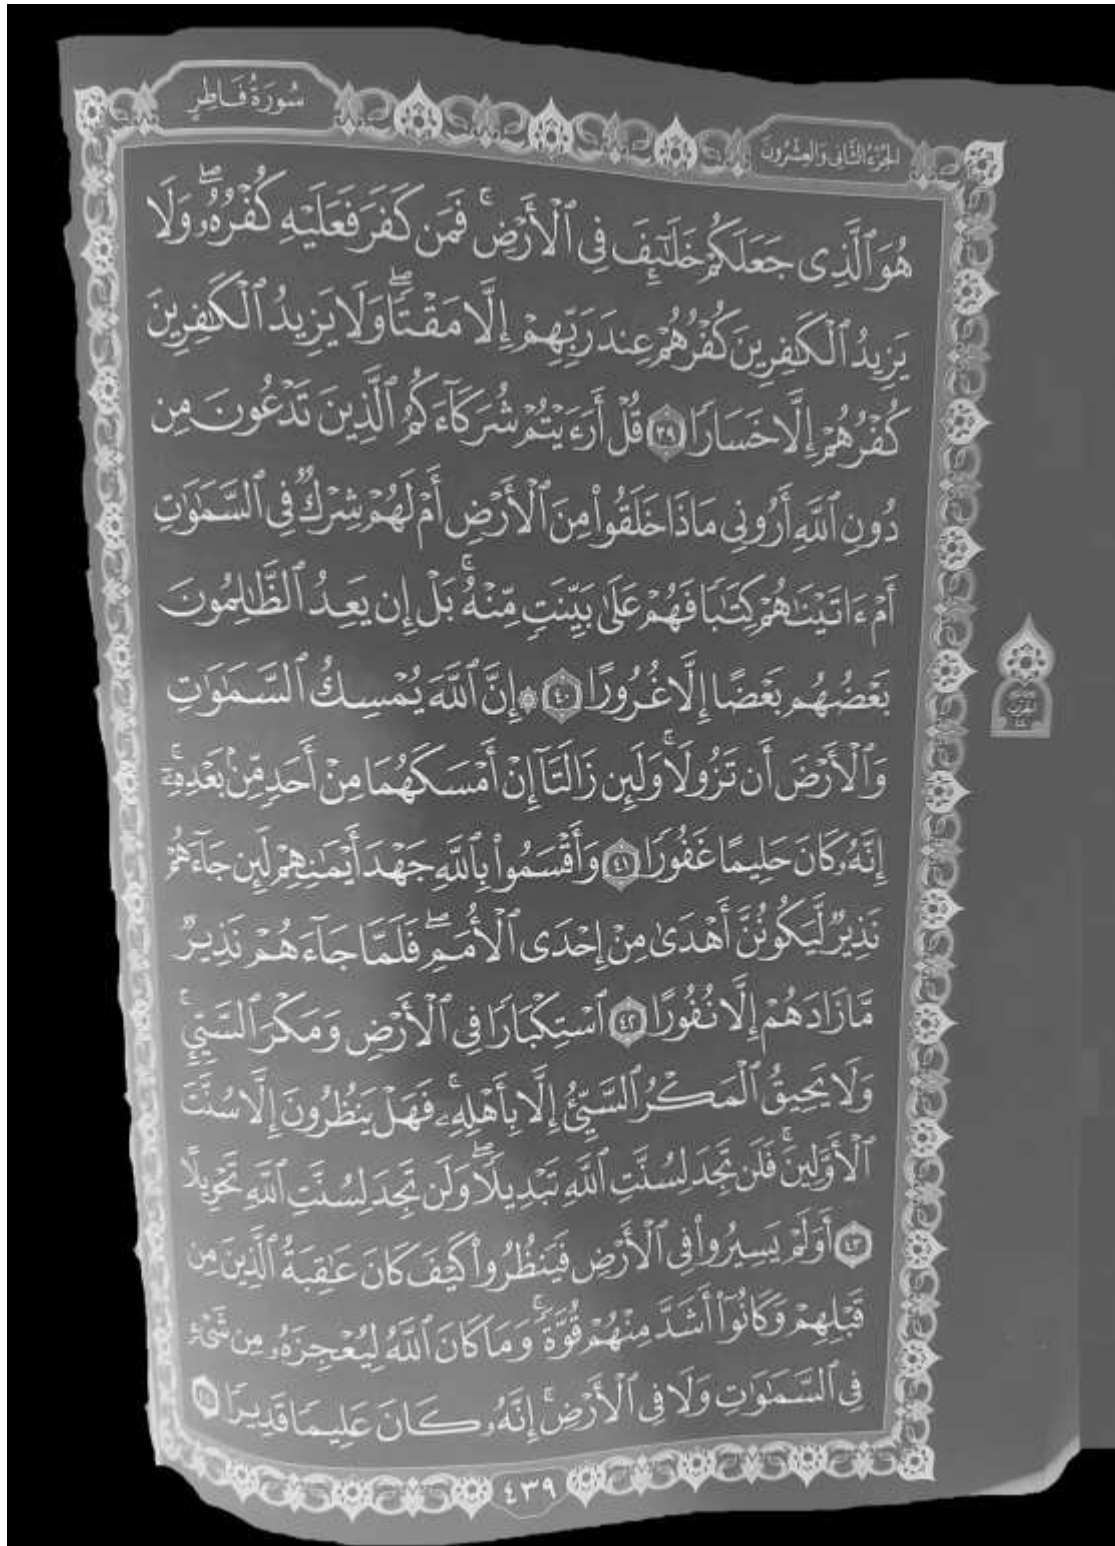 سُورَةُ فَاطِرٍ
الجُزْءُ الثَّانِي وَالعِشْرُونَ
هُوَ ٱلَّذِى جَعَلَكُمْ خَلَٰٓئِفَ فِى ٱلْأَرْضِ ۚ فَمَن كَفَرَ فَعَلَيْهِ كُفْرُهُۥ ۖ وَلَا
يَزِيدُ ٱلْكَٰفِرِينَ كُفْرُهُمْ عِندَ رَبِّهِمْ إِلَّا مَقْتًا ۖ وَلَا يَزِيدُ ٱلْكَٰفِرِينَ
كُفْرُهُمْ إِلَّا خَسَارًا ٣٩ قُلْ أَرَءَيْتُمْ شُرَكَآءَكُمُ ٱلَّذِينَ تَدْعُونَ مِن
دُونِ ٱللَّهِ أَرُونِى مَاذَا خَلَقُوا۟ مِنَ ٱلْأَرْضِ أَمْ لَهُمْ شِرْكٌ فِى ٱلسَّمَٰوَٰتِ
أَمْ ءَاتَيْنَٰهُمْ كِتَٰبًا فَهُمْ عَلَىٰ بَيِّنَتٍ مِّنْهُ ۚ بَلْ إِن يَعِدُ ٱلظَّٰلِمُونَ
بَعْضُهُم بَعْضًا إِلَّا غُرُورًا ٤٠ ۞ إِنَّ ٱللَّهَ يُمْسِكُ ٱلسَّمَٰوَٰتِ
وَٱلْأَرْضَ أَن تَزُولَا ۚ وَلَئِن زَالَتَآ إِنْ أَمْسَكَهُمَا مِنْ أَحَدٍ مِّنۢ بَعْدِهِۦٓ ۚ
إِنَّهُۥ كَانَ حَلِيمًا غَفُورًا ٤١ وَأَقْسَمُوا۟ بِٱللَّهِ جَهْدَ أَيْمَٰنِهِمْ لَئِن جَآءَهُمْ
نَذِيرٌ لَّيَكُونُنَّ أَهْدَىٰ مِنْ إِحْدَى ٱلْأُمَمِ ۖ فَلَمَّا جَآءَهُمْ نَذِيرٌ
مَّا زَادَهُمْ إِلَّا نُفُورًا ٤٢ ٱسْتِكْبَارًا فِى ٱلْأَرْضِ وَمَكْرَ ٱلسَّيِّئِ ۚ
وَلَا يَحِيقُ ٱلْمَكْرُ ٱلسَّيِّئُ إِلَّا بِأَهْلِهِۦ ۚ فَهَلْ يَنظُرُونَ إِلَّا سُنَّتَ
ٱلْأَوَّلِينَ ۚ فَلَن تَجِدَ لِسُنَّتِ ٱللَّهِ تَبْدِيلًا ۖ وَلَن تَجِدَ لِسُنَّتِ ٱللَّهِ تَحْوِيلًا
٤٣ أَوَلَمْ يَسِيرُوا۟ فِى ٱلْأَرْضِ فَيَنظُرُوا۟ كَيْفَ كَانَ عَٰقِبَةُ ٱلَّذِينَ مِن
قَبْلِهِمْ وَكَانُوٓا۟ أَشَدَّ مِنْهُمْ قُوَّةً ۚ وَمَا كَانَ ٱللَّهُ لِيُعْجِزَهُۥ مِن شَىْءٍ
فِى ٱلسَّمَٰوَٰتِ وَلَا فِى ٱلْأَرْضِ ۚ إِنَّهُۥ كَانَ عَلِيمًا قَدِيرًا
٤٣٩